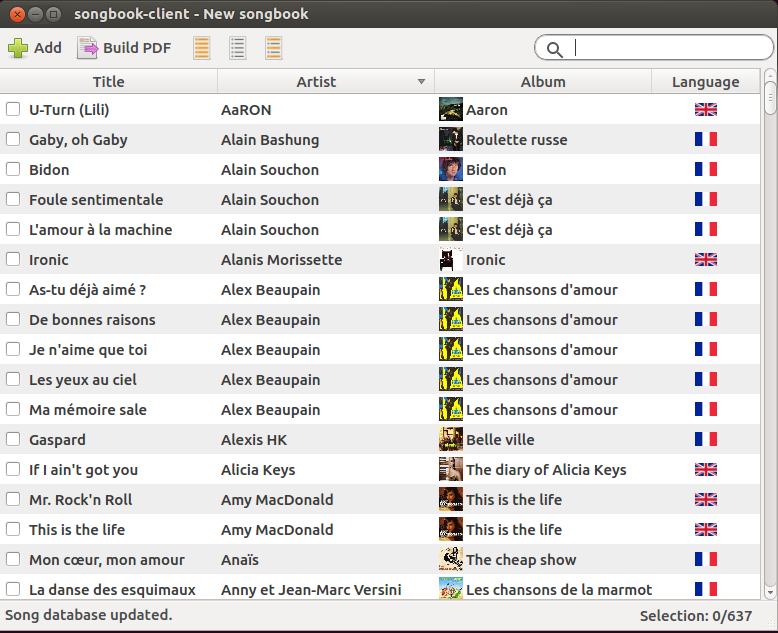 songbook-client - New songbook
Add Build PDF
Title Artist Album Language
U-Turn (Lili) AaRON Aaron
Gaby, oh Gaby Alain Bashung Roulette russe
Bidon Alain Souchon Bidon
Foule sentimentale Alain Souchon C'est déjà ça
L'amour à la machine Alain Souchon C'est déjà ça
Ironic Alanis Morissette Ironic
As-tu déjà aimé ? Alex Beaupain Les chansons d'amour
De bonnes raisons Alex Beaupain Les chansons d'amour
Je n'aime que toi Alex Beaupain Les chansons d'amour
Les yeux au ciel Alex Beaupain Les chansons d'amour
Ma mémoire sale Alex Beaupain Les chansons d'amour
Gaspard Alexis HK Belle ville
If I ain't got you Alicia Keys The diary of Alicia Keys
Mr. Rock'n Roll Amy MacDonald This is the life
This is the life Amy MacDonald This is the life
Mon cœur, mon amour Anaïs The cheap show
La danse des esquimaux Anny et Jean-Marc Versini Les chansons de la marmot
Song database updated. Selection: 0/637